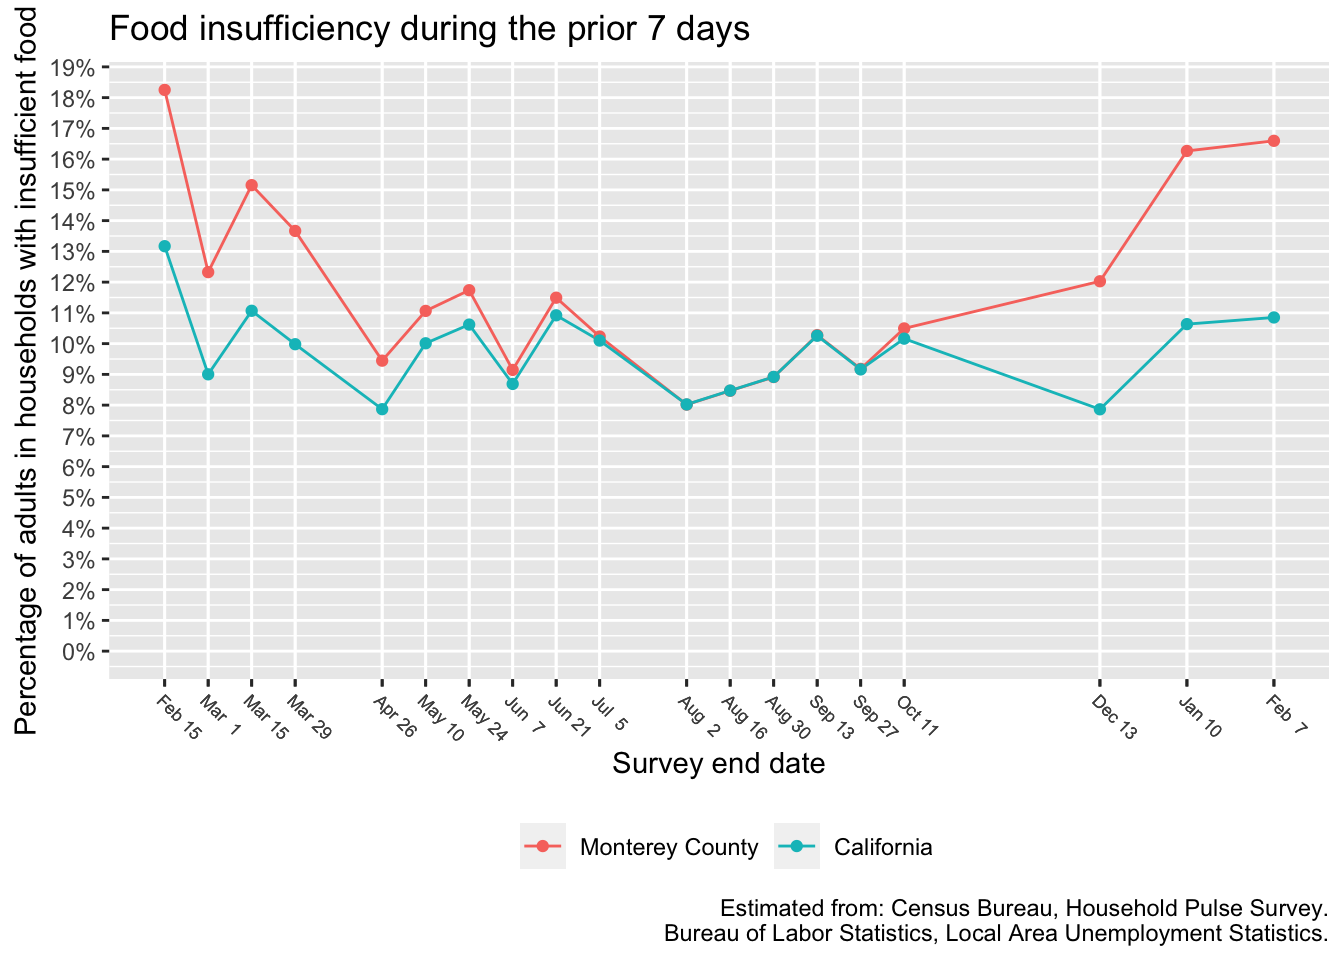 Food insufficiency during the prior 7 days
Percentage of adults in households with insufficient food
19%
18%
17%
16%
15%
14%
13%
12%
11%
10%
9%
8%
7%
6%
5%
4%
3%
2%
1%
0%
Feb 15
Mar 1
Mar 15
Mar 29
Apr 26
May 10
May 24
Jun 7
Jun 21
Jul 5
Aug 2
Aug 16
Aug 30
Sep 13
Sep 27
Oct 11
Dec 13
Jan 10
Feb 7
Survey end date
Monterey County
California
Estimated from: Census Bureau, Household Pulse Survey.
Bureau of Labor Statistics, Local Area Unemployment Statistics.